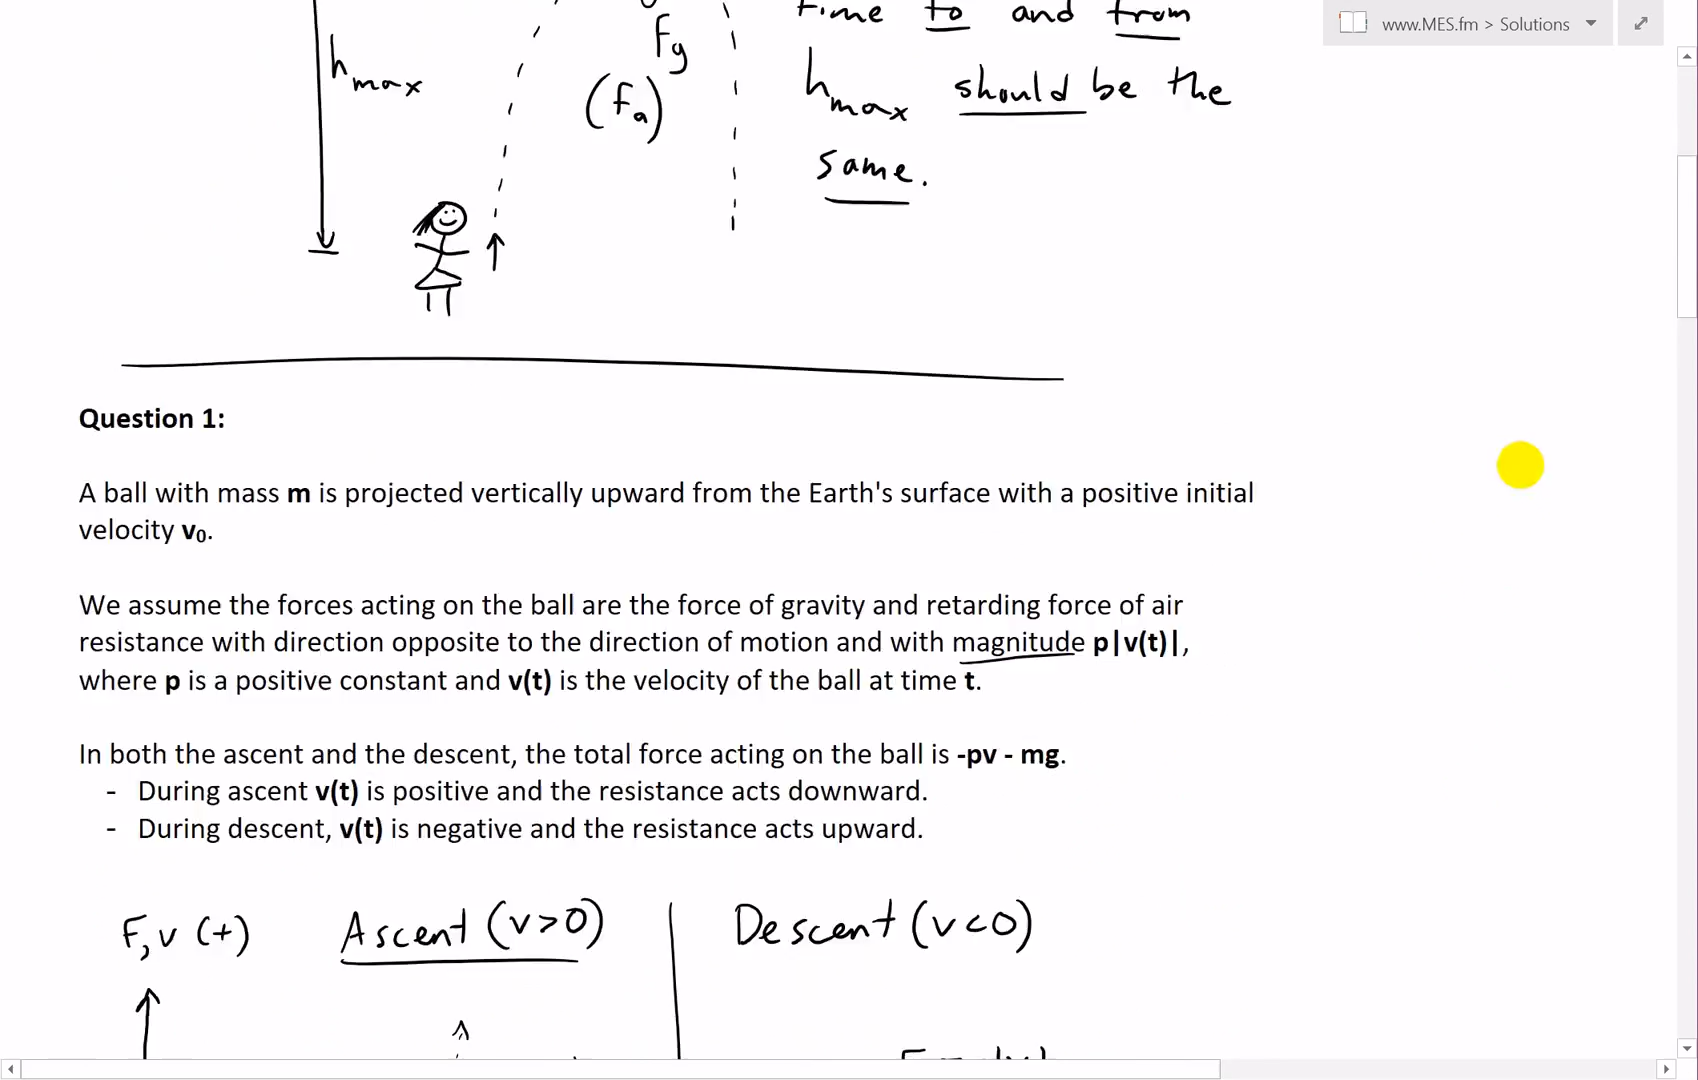 time to and from
www.MES.fm > Solutions
Fg
hmax
hmax should be the
(Fa)
same.
Question 1:
A ball with mass m is projected vertically upward from the Earth's surface with a positive initial
velocity v₀.
We assume the forces acting on the ball are the force of gravity and retarding force of air
resistance with direction opposite to the direction of motion and with magnitude p|v(t)|,
where p is a positive constant and v(t) is the velocity of the ball at time t.
In both the ascent and the descent, the total force acting on the ball is -pv - mg.
- During ascent v(t) is positive and the resistance acts downward.
- During descent, v(t) is negative and the resistance acts upward.
F, v (+) Ascent (v>0) Descent (v<0)